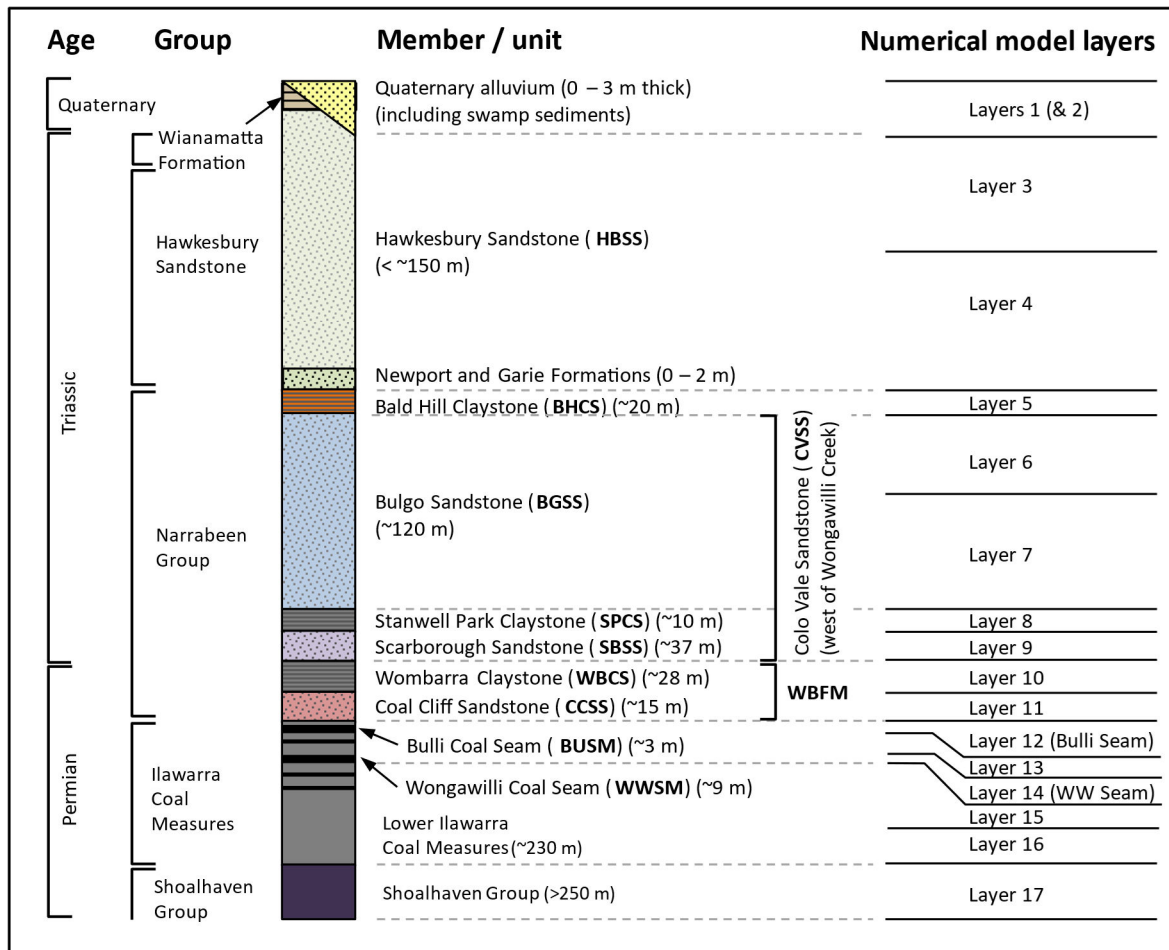 Age
Group
Member / unit
Numerical model layers
Quaternary
Wianamatta
Formation
Quaternary alluvium (0 – 3 m thick)
(including swamp sediments)
Layers 1 (& 2)
Triassic
Hawkesbury
Sandstone
Hawkesbury Sandstone ( HBSS)
(< ~150 m)
Layer 3
Layer 4
Newport and Garie Formations (0 – 2 m)
Narrabeen
Group
Bald Hill Claystone (BHCS) (~20 m)
Layer 5
Bulgo Sandstone (BGSS)
(~120 m)
Colo Vale Sandstone ( CVSS)
(west of Wongawilli Creek)
Layer 6
Layer 7
Stanwell Park Claystone (SPCS) (~10 m)
Layer 8
Scarborough Sandstone (SBSS) (~37 m)
Layer 9
Permian
Wombarra Claystone (WBCS) (~28 m)
WBFM
Layer 10
Coal Cliff Sandstone (CCSS) (~15 m)
Layer 11
Ilawarra
Coal
Measures
Bulli Coal Seam ( BUSM) (~3 m)
Layer 12 (Bulli Seam)
Layer 13
Wongawilli Coal Seam (WWSM) (~9 m)
Layer 14 (WW Seam)
Layer 15
Lower Ilawarra
Coal Measures (~230 m)
Layer 16
Shoalhaven
Group
Shoalhaven Group (>250 m)
Layer 17